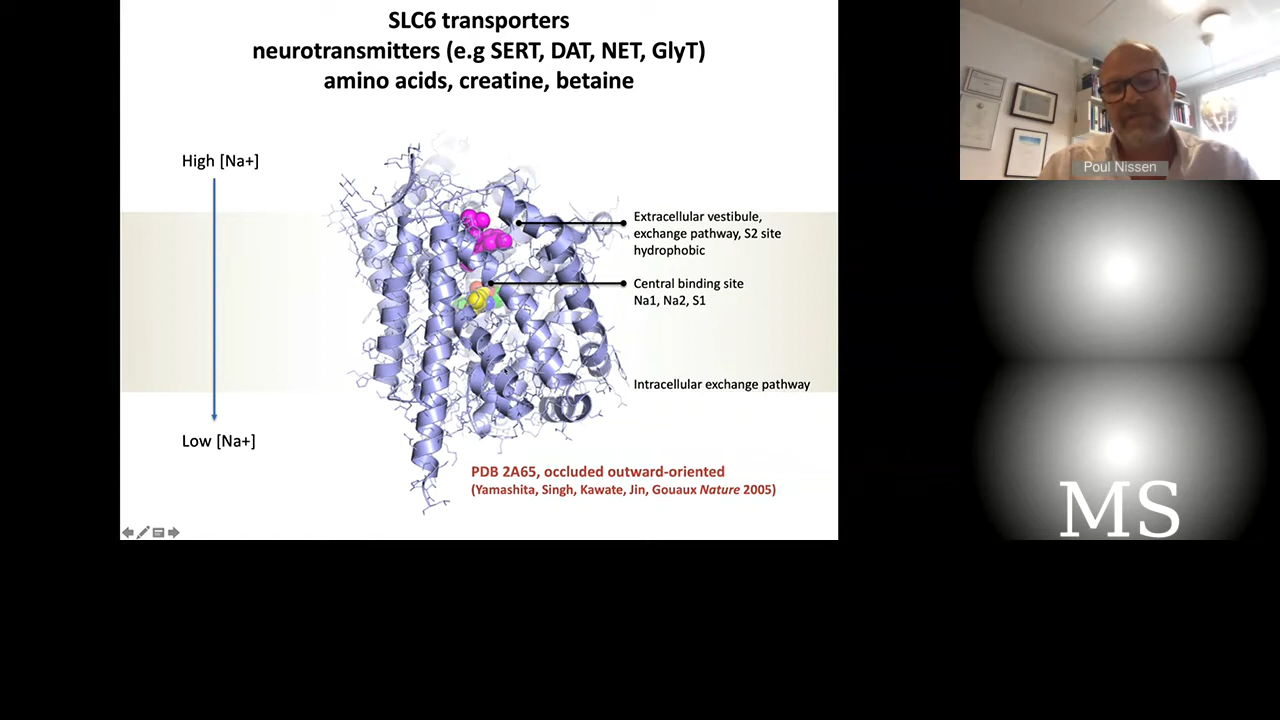 SLC6 transporters
neurotransmitters (e.g SERT, DAT, NET, GlyT)
amino acids, creatine, betaine
High [Na+]
Extracellular vestibule,
exchange pathway, S2 site
hydrophobic
Central binding site
Na1, Na2, S1
Intracellular exchange pathway
Low [Na+]
PDB 2A65, occluded outward-oriented
(Yamashita, Singh, Kawate, Jin, Gouaux Nature 2005)
Poul Nissen
MS